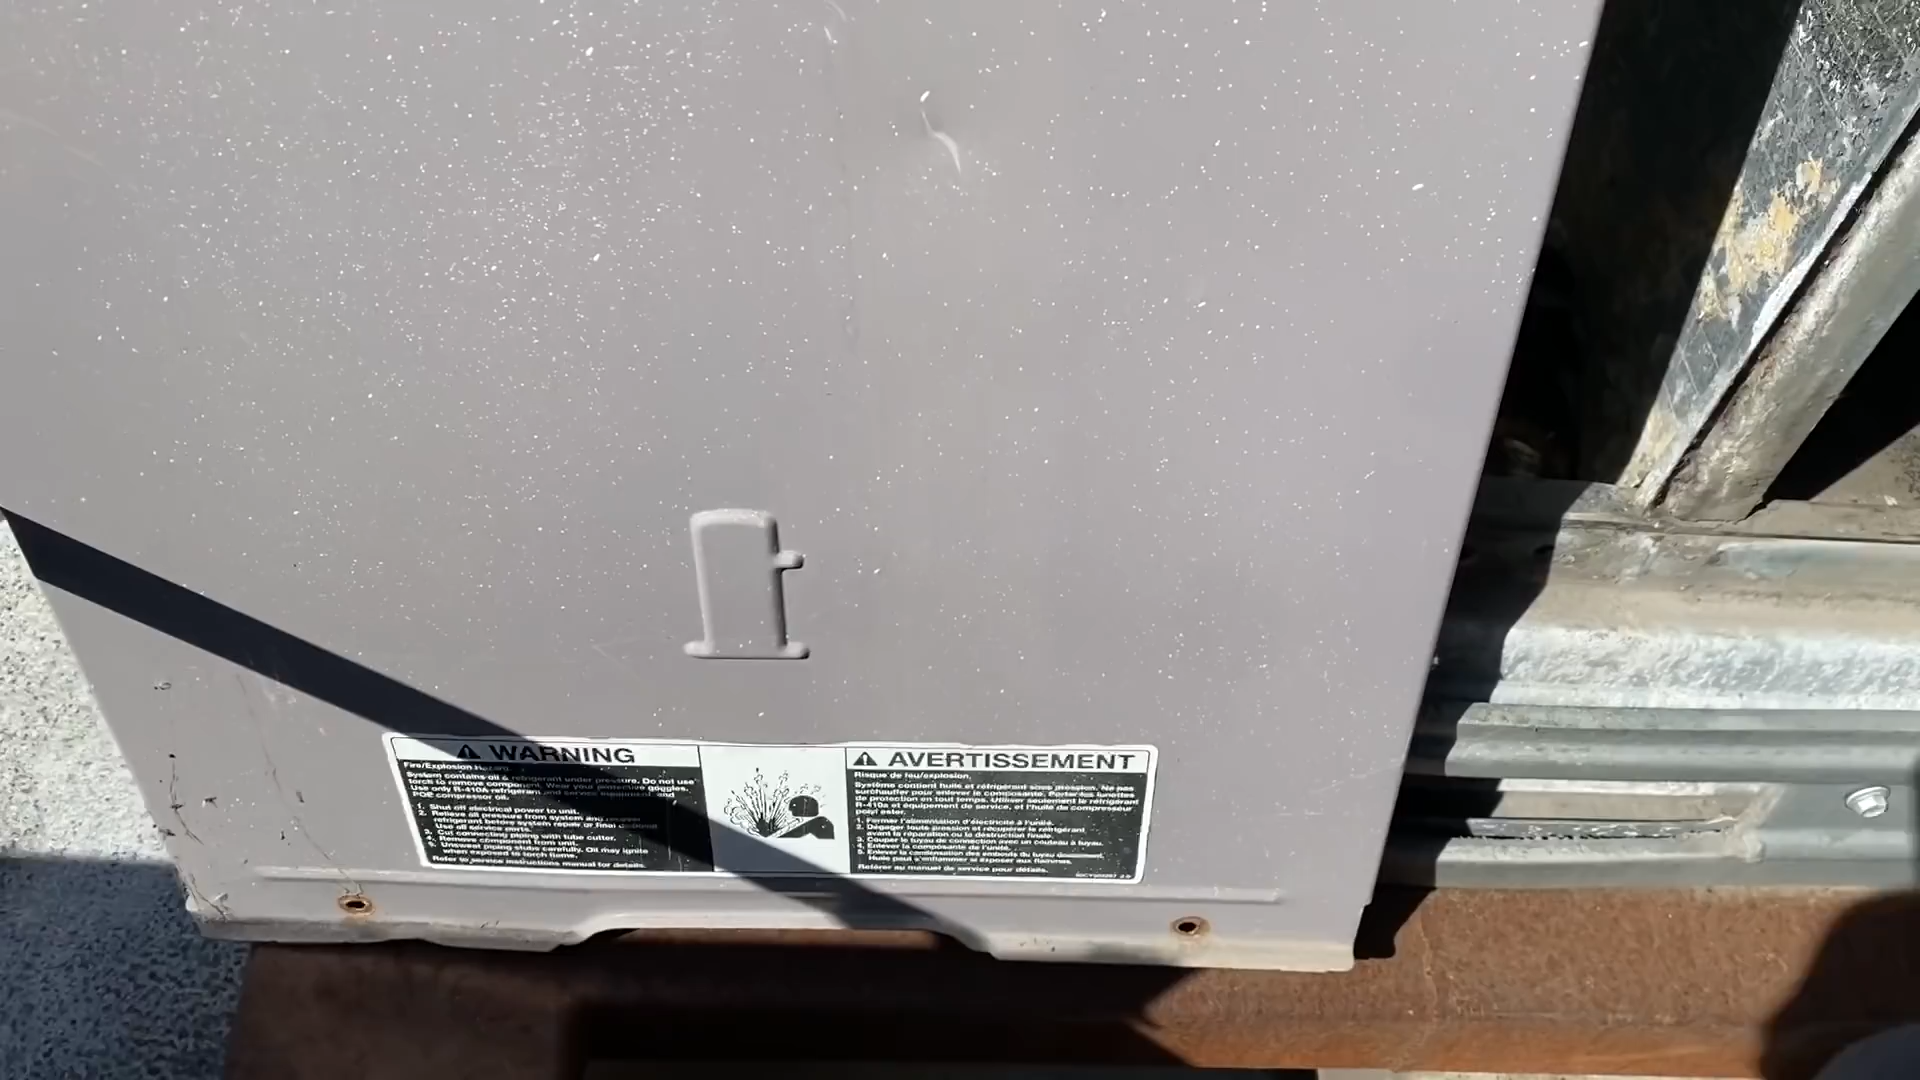 WARNING
Fire/Explosion Hazard
System contains oil & refrigerant under pressure. Do not use
torch to remove component. Wear your protective goggles.
Use only R-410A refrigerant and service equipment, and
POE compressor oil.
1. Shut off electrical power to unit.
2. Relieve all pressure from system and recover
refrigerant before system repair or final disposal.
Use all service ports.
3. Cut connecting piping with tube cutter.
4. Remove component from unit.
5. Unsweat piping stubs carefully. Oil may ignite
when exposed to torch flame.
Refer to service instructions manual for details.
AVERTISSEMENT
Risque de feu/explosion.
Système contient huile et réfrigérant sous pression. Ne pas
surchauffer pour enlever le composante. Porter les lunettes
de protection en tout temps. Utiliser seulement le réfrigérant
R-410a et équipement de service, et l'huile de compresseur
polyl ester.
1. Fermer l'alimentation d'électricité à l'unité.
2. Dégager toute pression et récupérer le réfrigérant
avant la réparation ou la destruction finale.
3. Couper le tuyau de connection avec un couteau à tuyau.
4. Enlever la composante de l'unité.
5. Enlever la condensation des embouts du tuyau doucement.
Huile peut s'enflammer si exposer aux flammes.
Référer au manuel de service pour détails.